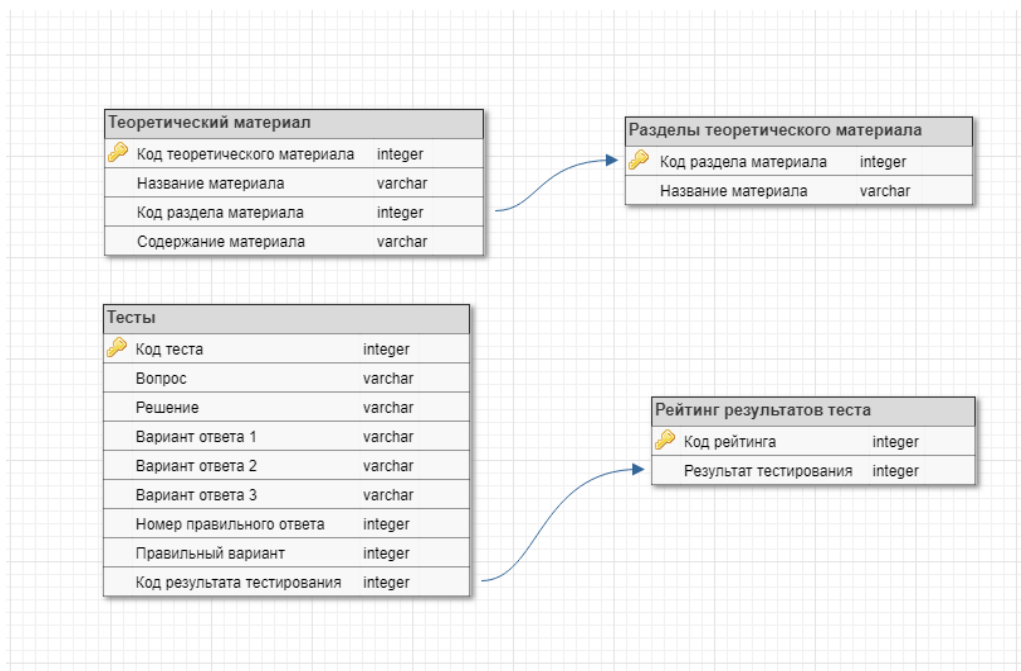 Теоретический материал
Код теоретического материала integer
Название материала varchar
Код раздела материала integer
Содержание материала varchar
Разделы теоретического материала
Код раздела материала integer
Название материала varchar
Тесты
Код теста integer
Вопрос varchar
Решение varchar
Вариант ответа 1 varchar
Вариант ответа 2 varchar
Вариант ответа 3 varchar
Номер правильного ответа integer
Правильный вариант integer
Код результата тестирования integer
Рейтинг результатов теста
Код рейтинга integer
Результат тестирования integer